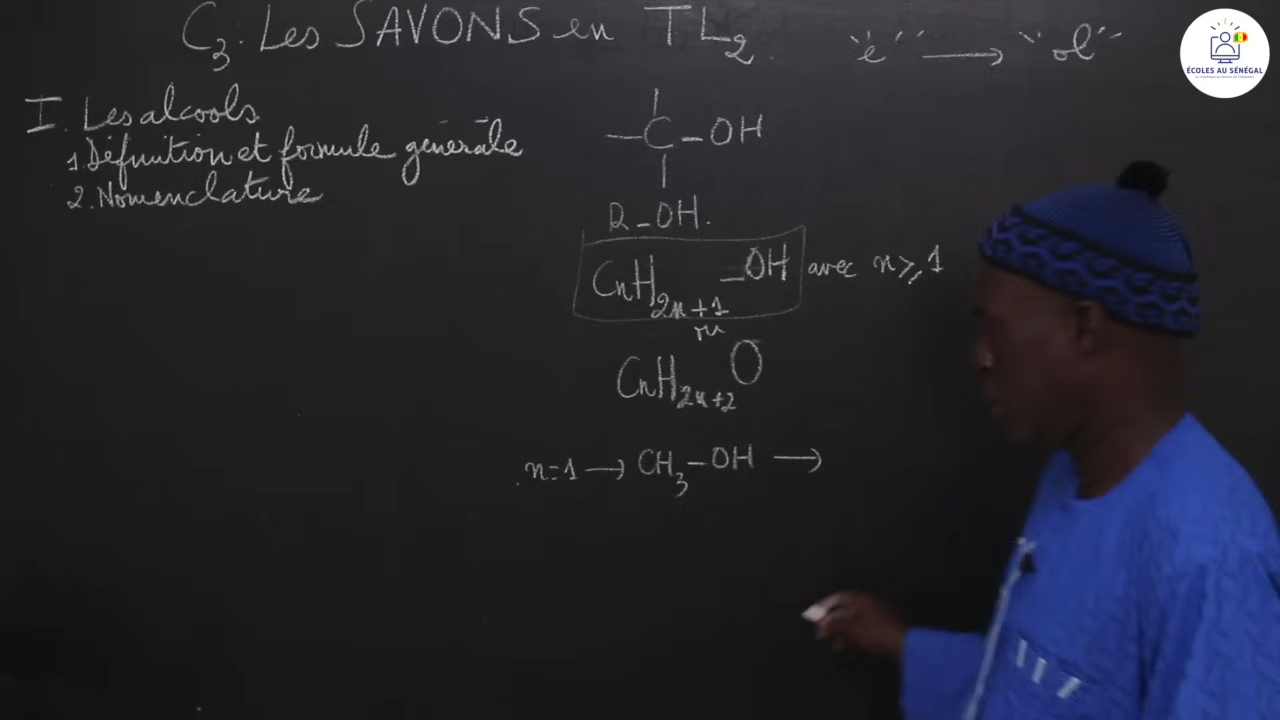 C3. Les SAVONS en TL2.
"e" → "ol"
I. Les alcools
1. Définition et formule générale
2. Nomenclature
—C—OH
R—OH.
CnH2n+1—OH avec n≥1
ou
CnH2n+2O
n=1 → CH3—OH →
ÉCOLES AU SÉNÉGAL